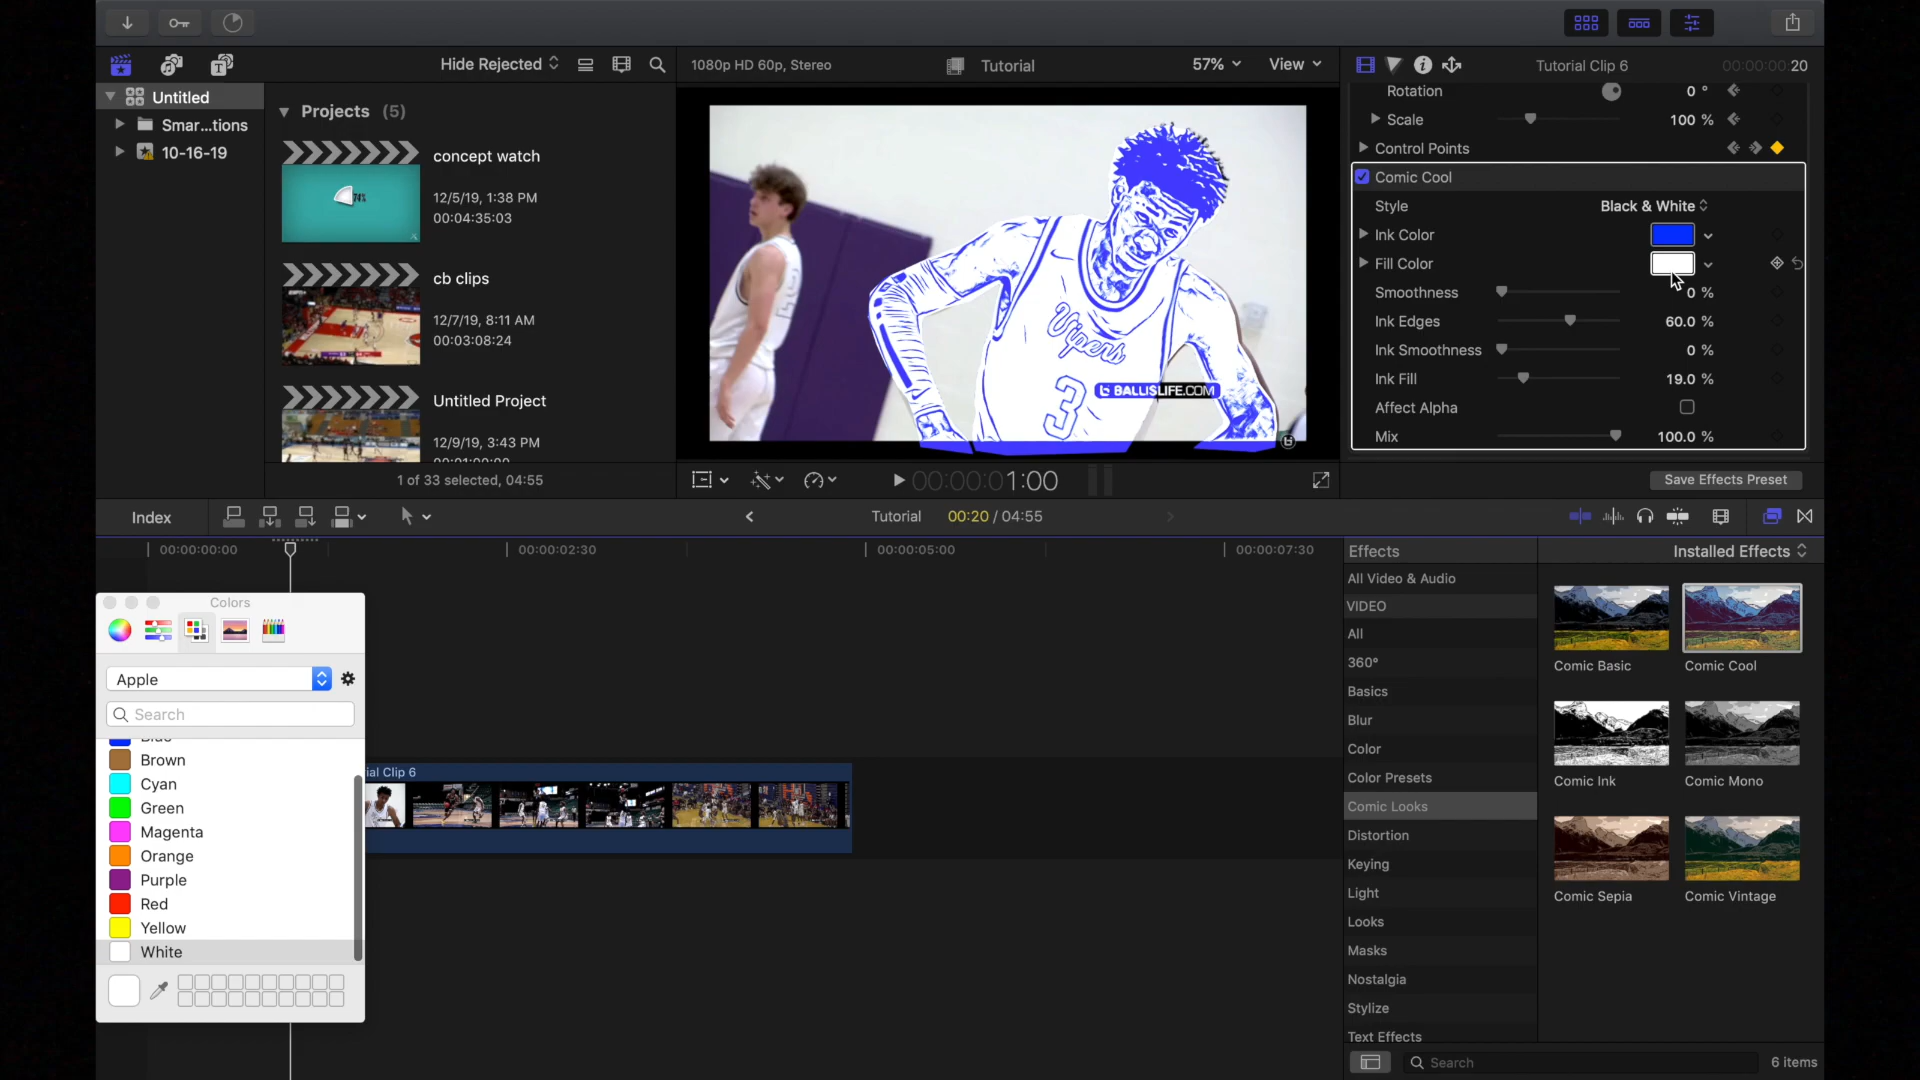 Hide Rejected
1080p HD 60p, Stereo
Tutorial
57%
View
Tutorial Clip 6
00:00:00:20
Untitled
Smar...tions
10-16-19
Projects (5)
concept watch
12/5/19, 1:38 PM
00:04:35:03
cb clips
12/7/19, 8:11 AM
00:03:08:24
Untitled Project
12/9/19, 3:43 PM
1 of 33 selected, 04:55
Vipers
3
BALLISLIFE.COM
00:00:01:00
Rotation
0 °
Scale
100 %
Control Points
Comic Cool
Style
Black & White
Ink Color
Fill Color
Smoothness
0 %
Ink Edges
60.0 %
Ink Smoothness
0 %
Ink Fill
19.0 %
Affect Alpha
Mix
100.0 %
Save Effects Preset
Index
Tutorial
00:20 / 04:55
00:00:00:00
00:00:02:30
00:00:05:00
00:00:07:30
Colors
Apple
Search
Blue
Brown
Cyan
Green
Magenta
Orange
Purple
Red
Yellow
White
ial Clip 6
Effects
Installed Effects
All Video & Audio
VIDEO
All
360°
Basics
Blur
Color
Color Presets
Comic Looks
Distortion
Keying
Light
Looks
Masks
Nostalgia
Stylize
Text Effects
Comic Basic
Comic Cool
Comic Ink
Comic Mono
Comic Sepia
Comic Vintage
Search
6 items